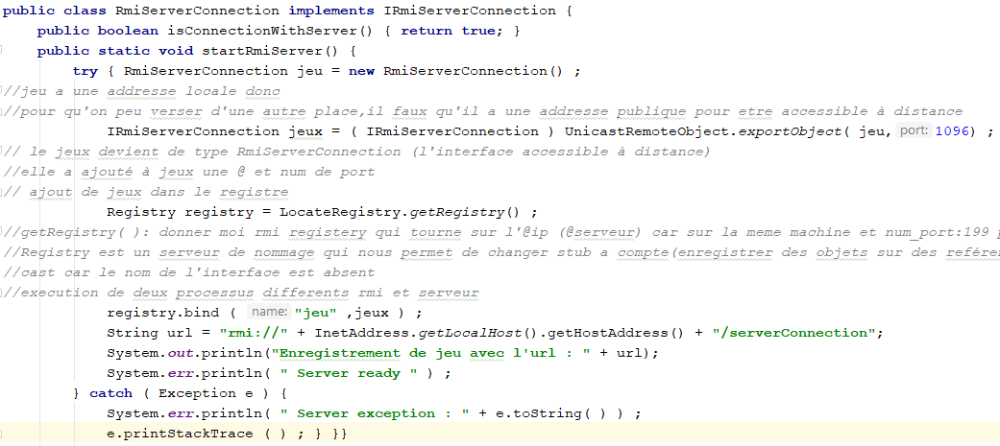 public class RmiServerConnection implements IRmiServerConnection {
public boolean isConnectionWithServer() { return true; }
public static void startRmiServer() {
try { RmiServerConnection jeu = new RmiServerConnection() ;
//jeu a une addresse locale donc
//pour qu'on peu verser d'une autre place,il faux qu'il a une addresse publique pour etre accessible à distance
IRmiServerConnection jeux = ( IRmiServerConnection ) UnicastRemoteObject.exportObject( jeu, port: 1096) ;
// le jeux devient de type RmiServerConnection (l'interface accessible à distance)
//elle a ajouté à jeux une @ et num de port
// ajout de jeux dans le registre
Registry registry = LocateRegistry.getRegistry() ;
//getRegistry( ): donner moi rmi registery qui tourne sur l'@ip (@serveur) car sur la meme machine et num_port:199 p
//Registry est un serveur de nommage qui nous permet de changer stub a compte(enregistrer des objets sur des reféren
//cast car le nom de l'interface est absent
//execution de deux processus differents rmi et serveur
registry.bind ( name: "jeu" ,jeux ) ;
String url = "rmi://" + InetAddress.getLocalHost().getHostAddress() + "/serverConnection";
System.out.println("Enregistrement de jeu avec l'url : " + url);
System.err.println( " Server ready " ) ;
} catch ( Exception e ) {
System.err.println( " Server exception : " + e.toString( ) ) ;
e.printStackTrace ( ) ; } }}